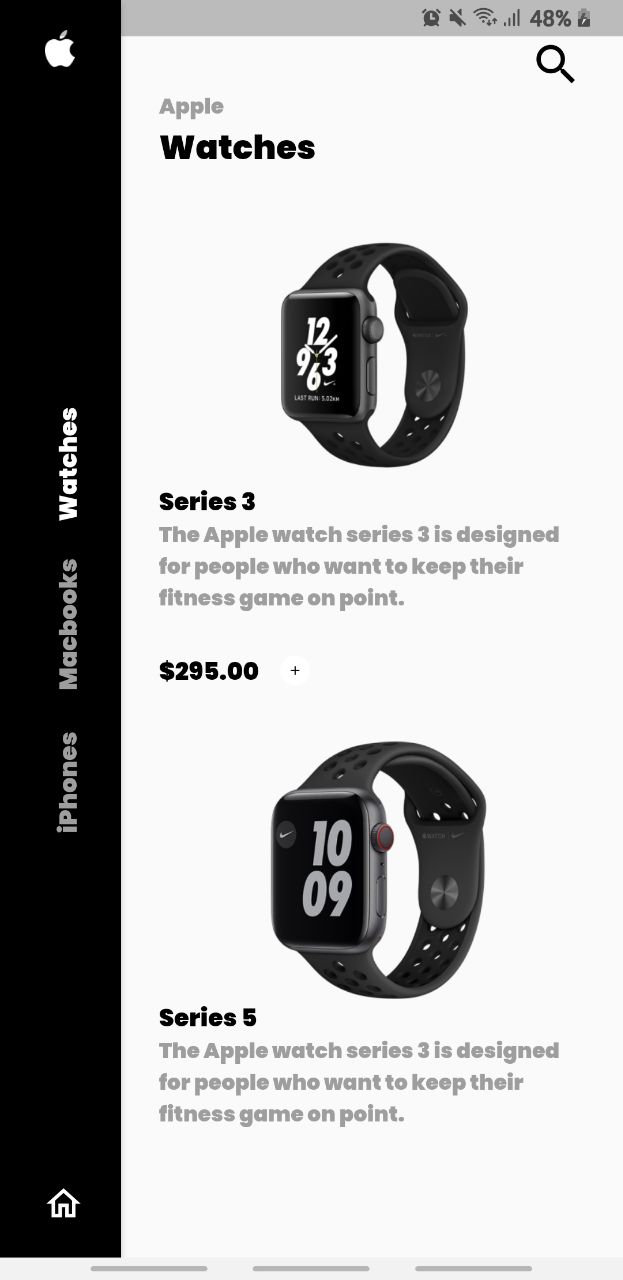 48%
Apple
Watches
12
9 3
6
LAST RUN: 5.02KM
Series 3
The Apple watch series 3 is designed
for people who want to keep their
fitness game on point.
$295.00 +
10
09
WATCH
Series 5
The Apple watch series 3 is designed
for people who want to keep their
fitness game on point.
Watches
Macbooks
iPhones